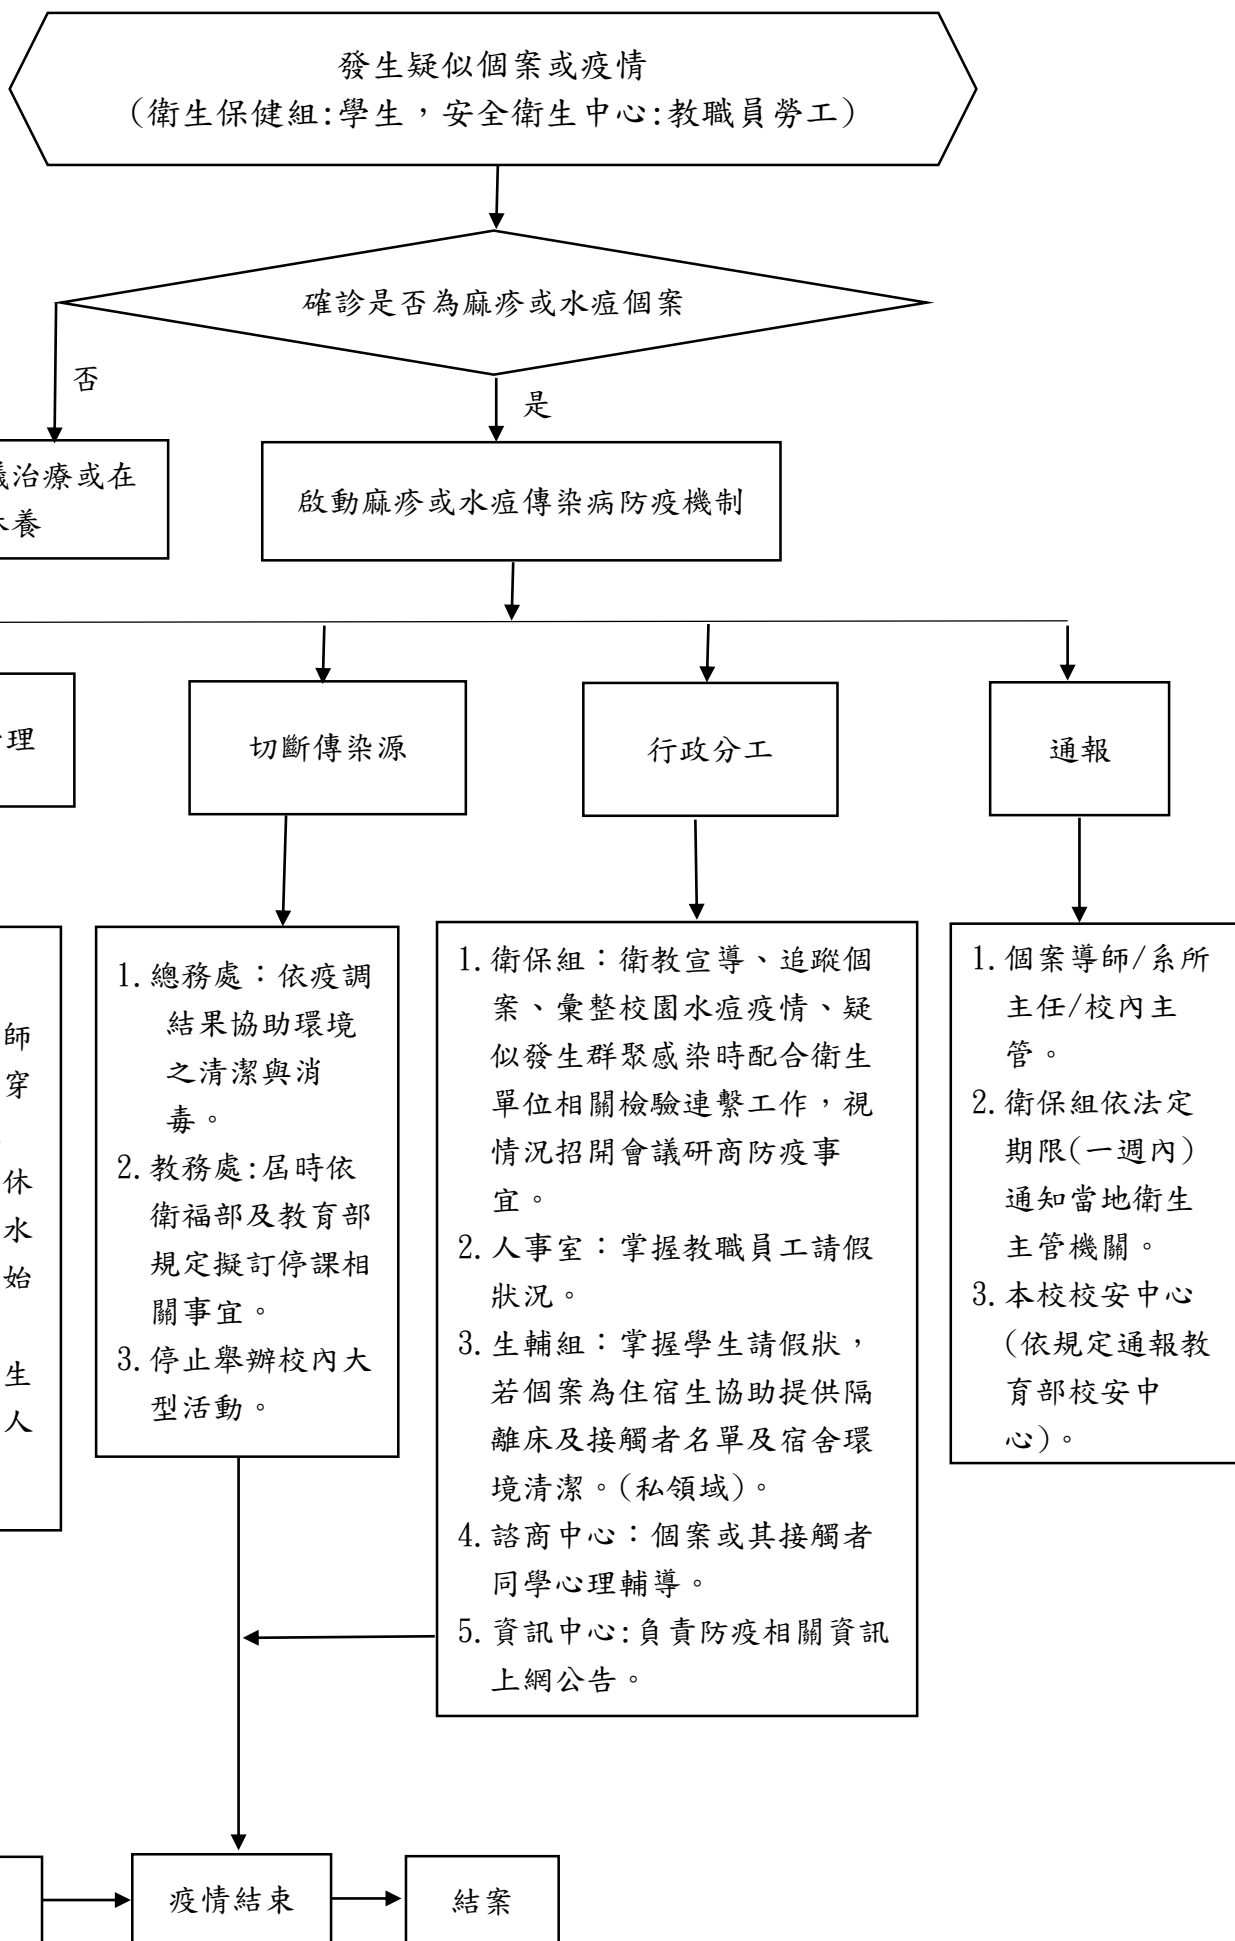 發生疑似個案或疫情
(衛生保健組:學生,安全衛生中心:教職員勞工)
確診是否為麻疹或水痘個案
否
是
治療或在
養
啟動麻疹或水痘傳染病防疫機制
理
切斷傳染源
行政分工
通報
師
穿
休
水
始
生
人
1.總務處：依疫調
結果協助環境
之清潔與消
毒。
2.教務處:屆時依
衛福部及教育部
規定擬訂停課相
關事宜。
3.停止舉辦校內大
型活動。
1.衛保組：衛教宣導、追蹤個
案、彙整校園水痘疫情、疑
似發生群聚感染時配合衛生
單位相關檢驗連繫工作，視
情況招開會議研商防疫事
宜。
2.人事室：掌握教職員工請假
狀況。
3.生輔組：掌握學生請假狀，
若個案為住宿生協助提供隔
離床及接觸者名單及宿舍環
境清潔。(私領域)。
4.諮商中心：個案或其接觸者
同學心理輔導。
5.資訊中心:負責防疫相關資訊
上網公告。
1.個案導師/系所
主任/校內主
管。
2.衛保組依法定
期限(一週內)
通知當地衛生
主管機關。
3.本校校安中心
(依規定通報教
育部校安中
心)。
疫情結束
結案